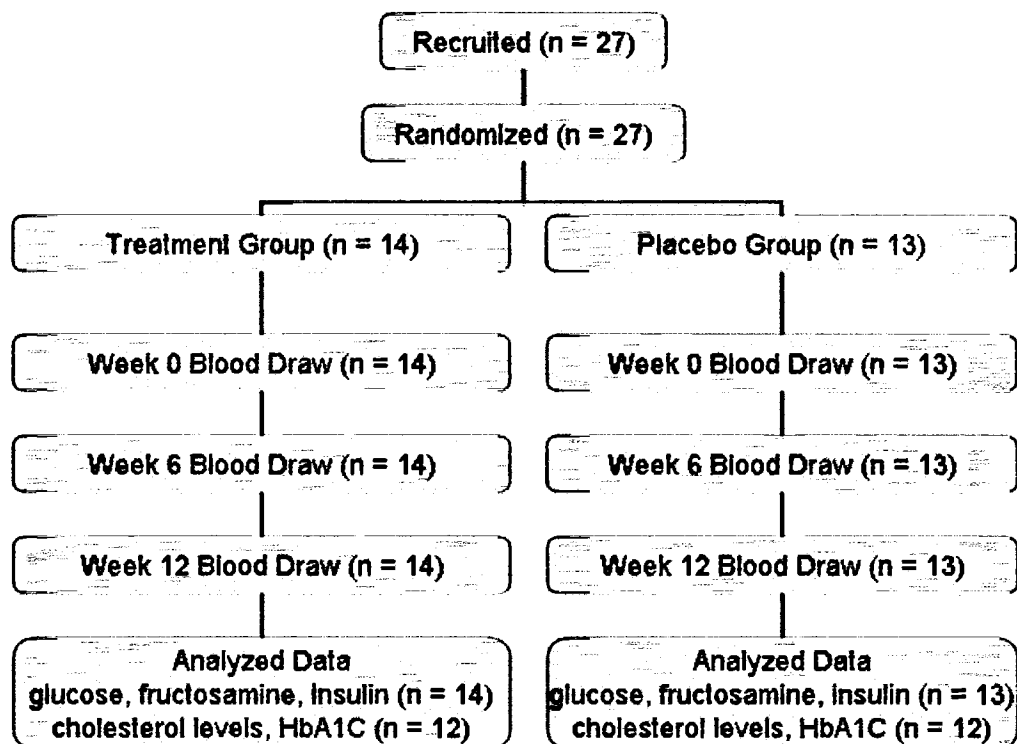 Recruited (n = 27)
Randomized (n = 27)
Treatment Group (n = 14)
Placebo Group (n = 13)
Week 0 Blood Draw (n = 14)
Week 0 Blood Draw (n = 13)
Week 6 Blood Draw (n = 14)
Week 6 Blood Draw (n = 13)
Week 12 Blood Draw (n = 14)
Week 12 Blood Draw (n = 13)
Analyzed Data
glucose, fructosamine, insulin (n = 14)
cholesterol levels, HbA1C (n = 12)
Analyzed Data
glucose, fructosamine, insulin (n = 13)
cholesterol levels, HbA1C (n = 12)